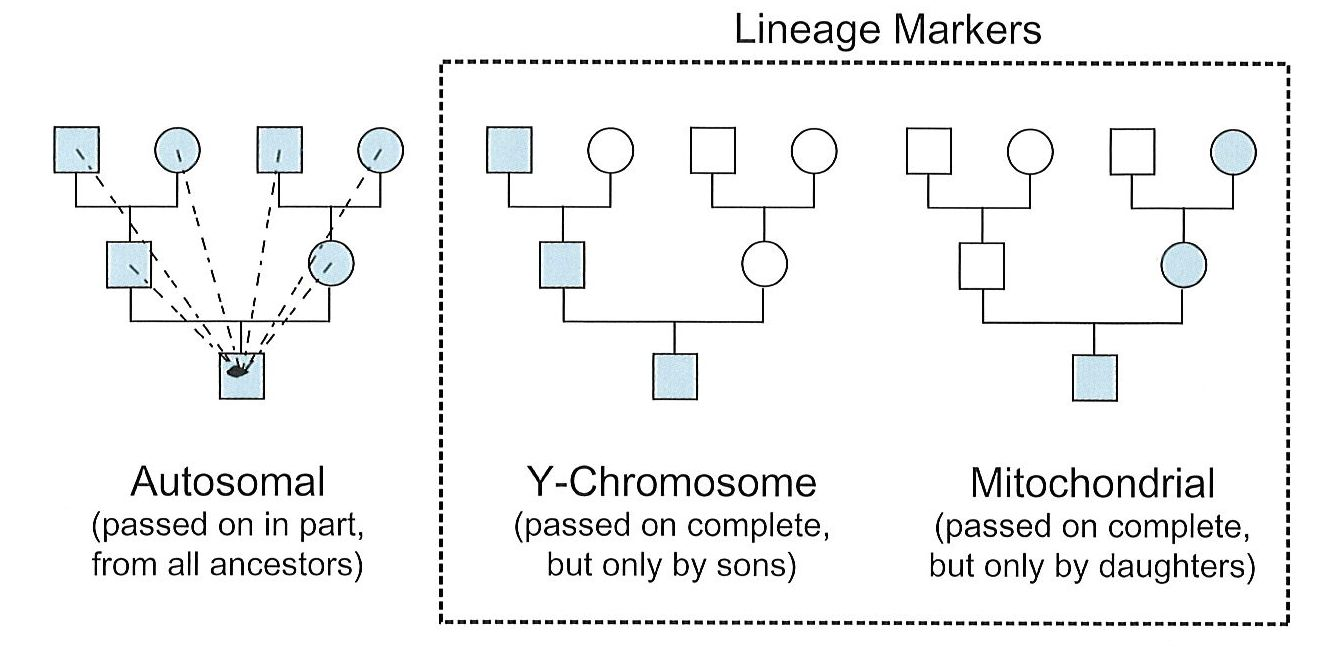 Lineage Markers
Autosomal
(passed on in part,
from all ancestors)
Y-Chromosome
(passed on complete,
but only by sons)
Mitochondrial
(passed on complete,
but only by daughters)